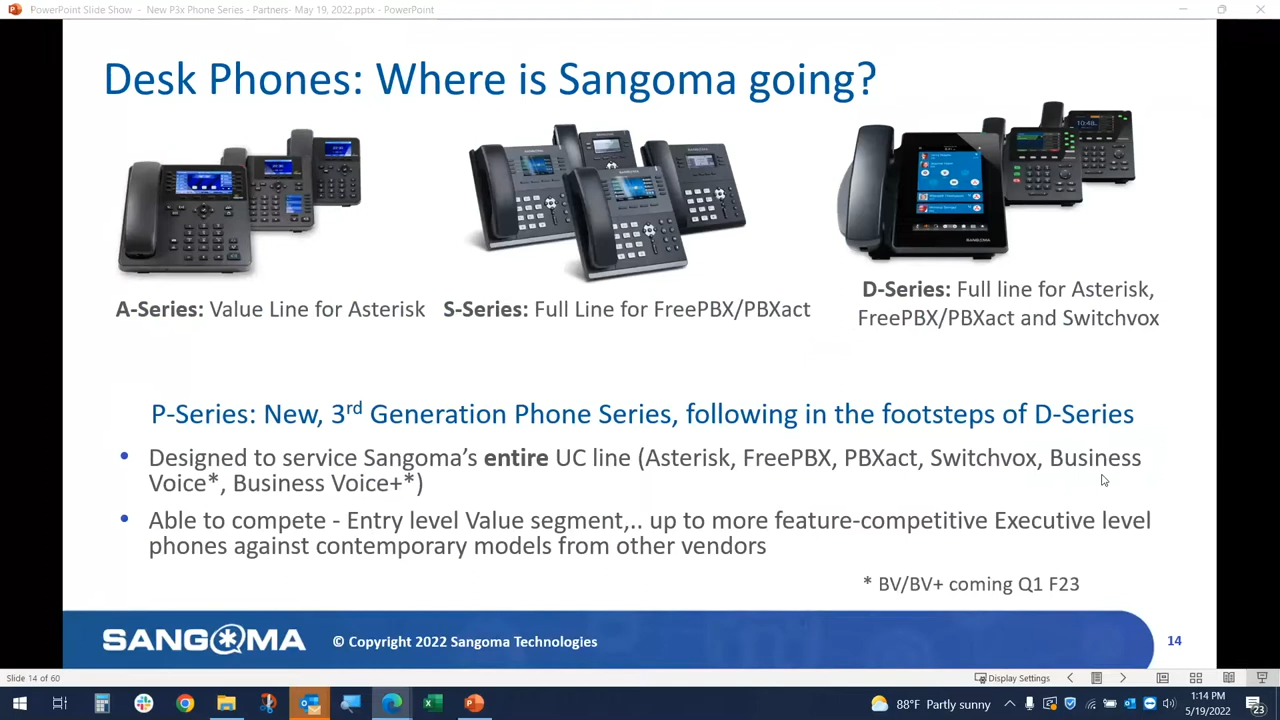 PowerPoint Slide Show - New P3x Phone Series - Partners- May 19, 2022.pptx - PowerPoint
Desk Phones: Where is Sangoma going?
A-Series: Value Line for Asterisk
S-Series: Full Line for FreePBX/PBXact
D-Series: Full line for Asterisk,
FreePBX/PBXact and Switchvox
P-Series: New, 3rd Generation Phone Series, following in the footsteps of D-Series
• Designed to service Sangoma's entire UC line (Asterisk, FreePBX, PBXact, Switchvox, Business
Voice*, Business Voice+*)
• Able to compete - Entry level Value segment,.. up to more feature-competitive Executive level
phones against contemporary models from other vendors
* BV/BV+ coming Q1 F23
SANGOMA
© Copyright 2022 Sangoma Technologies
14
Slide 14 of 60
Display Settings
88°F Partly sunny
1:14 PM
5/19/2022
23